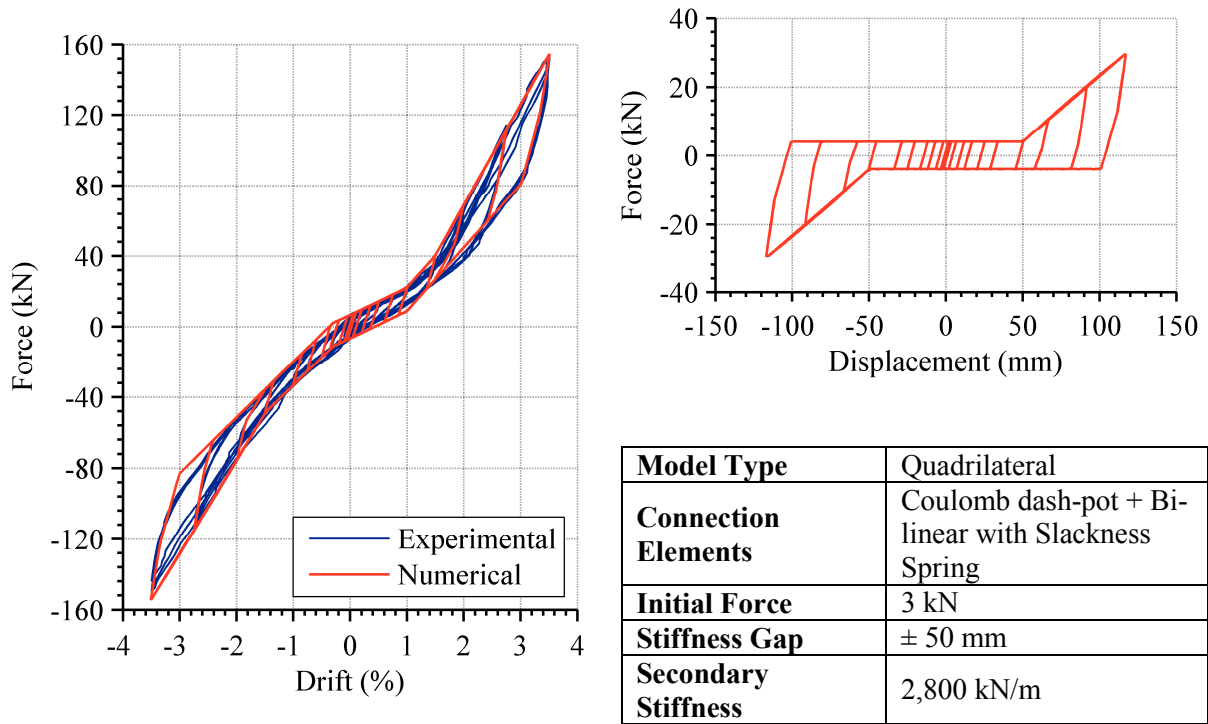 160
120
80
40
0
-40
-80
-120
-160
Force (kN)
-4 -3 -2 -1 0 1 2 3 4
Drift (%)
Experimental
Numerical
40
20
0
-20
-40
Force (kN)
-150 -100 -50 0 50 100 150
Displacement (mm)
Model Type Quadrilateral
Connection
Elements
Coulomb dash-pot + Bi-
linear with Slackness
Spring
Initial Force 3 kN
Stiffness Gap ± 50 mm
Secondary
Stiffness
2,800 kN/m